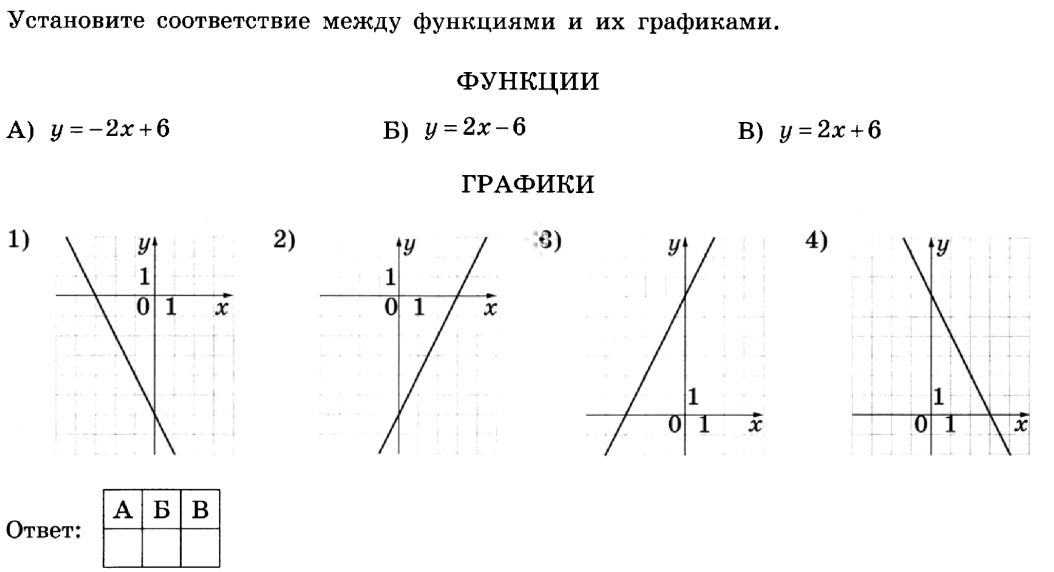 Установите соответствие между функциями и их графиками.
ФУНКЦИИ
А) y = −2x + 6 Б) y = 2x − 6 В) y = 2x + 6
ГРАФИКИ
1) 2) 3) 4)
y y y y
1 1
0 1 x 0 1 x
1 1
0 1 x 0 1 x
А Б В
Ответ: